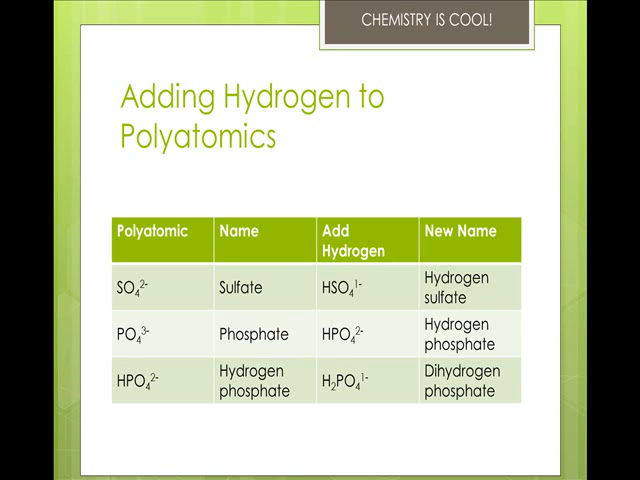 CHEMISTRY IS COOL!
Adding Hydrogen to
Polyatomics
Polyatomic Name Add Hydrogen New Name
SO₄²⁻ Sulfate HSO₄¹⁻ Hydrogen sulfate
PO₄³⁻ Phosphate HPO₄²⁻ Hydrogen phosphate
HPO₄²⁻ Hydrogen phosphate H₂PO₄¹⁻ Dihydrogen phosphate